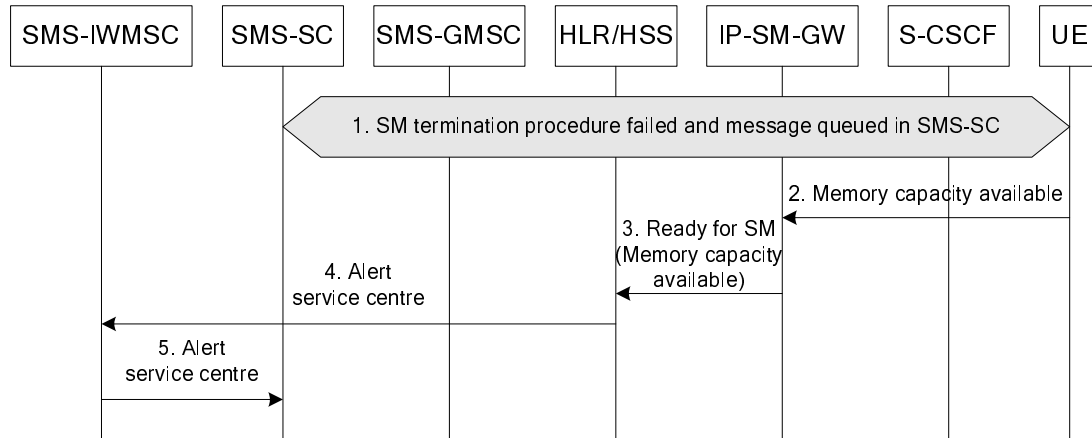 SMS-IWMSC
SMS-SC
SMS-GMSC
HLR/HSS
IP-SM-GW
S-CSCF
UE
1. SM termination procedure failed and message queued in SMS-SC
2. Memory capacity available
3. Ready for SM
(Memory capacity
available)
4. Alert
service centre
5. Alert
service centre